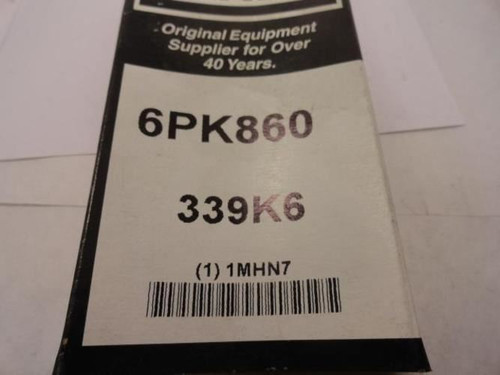 Original Equipment
Supplier for Over
40 Years.
6PK860
339K6
(1) 1MHN7